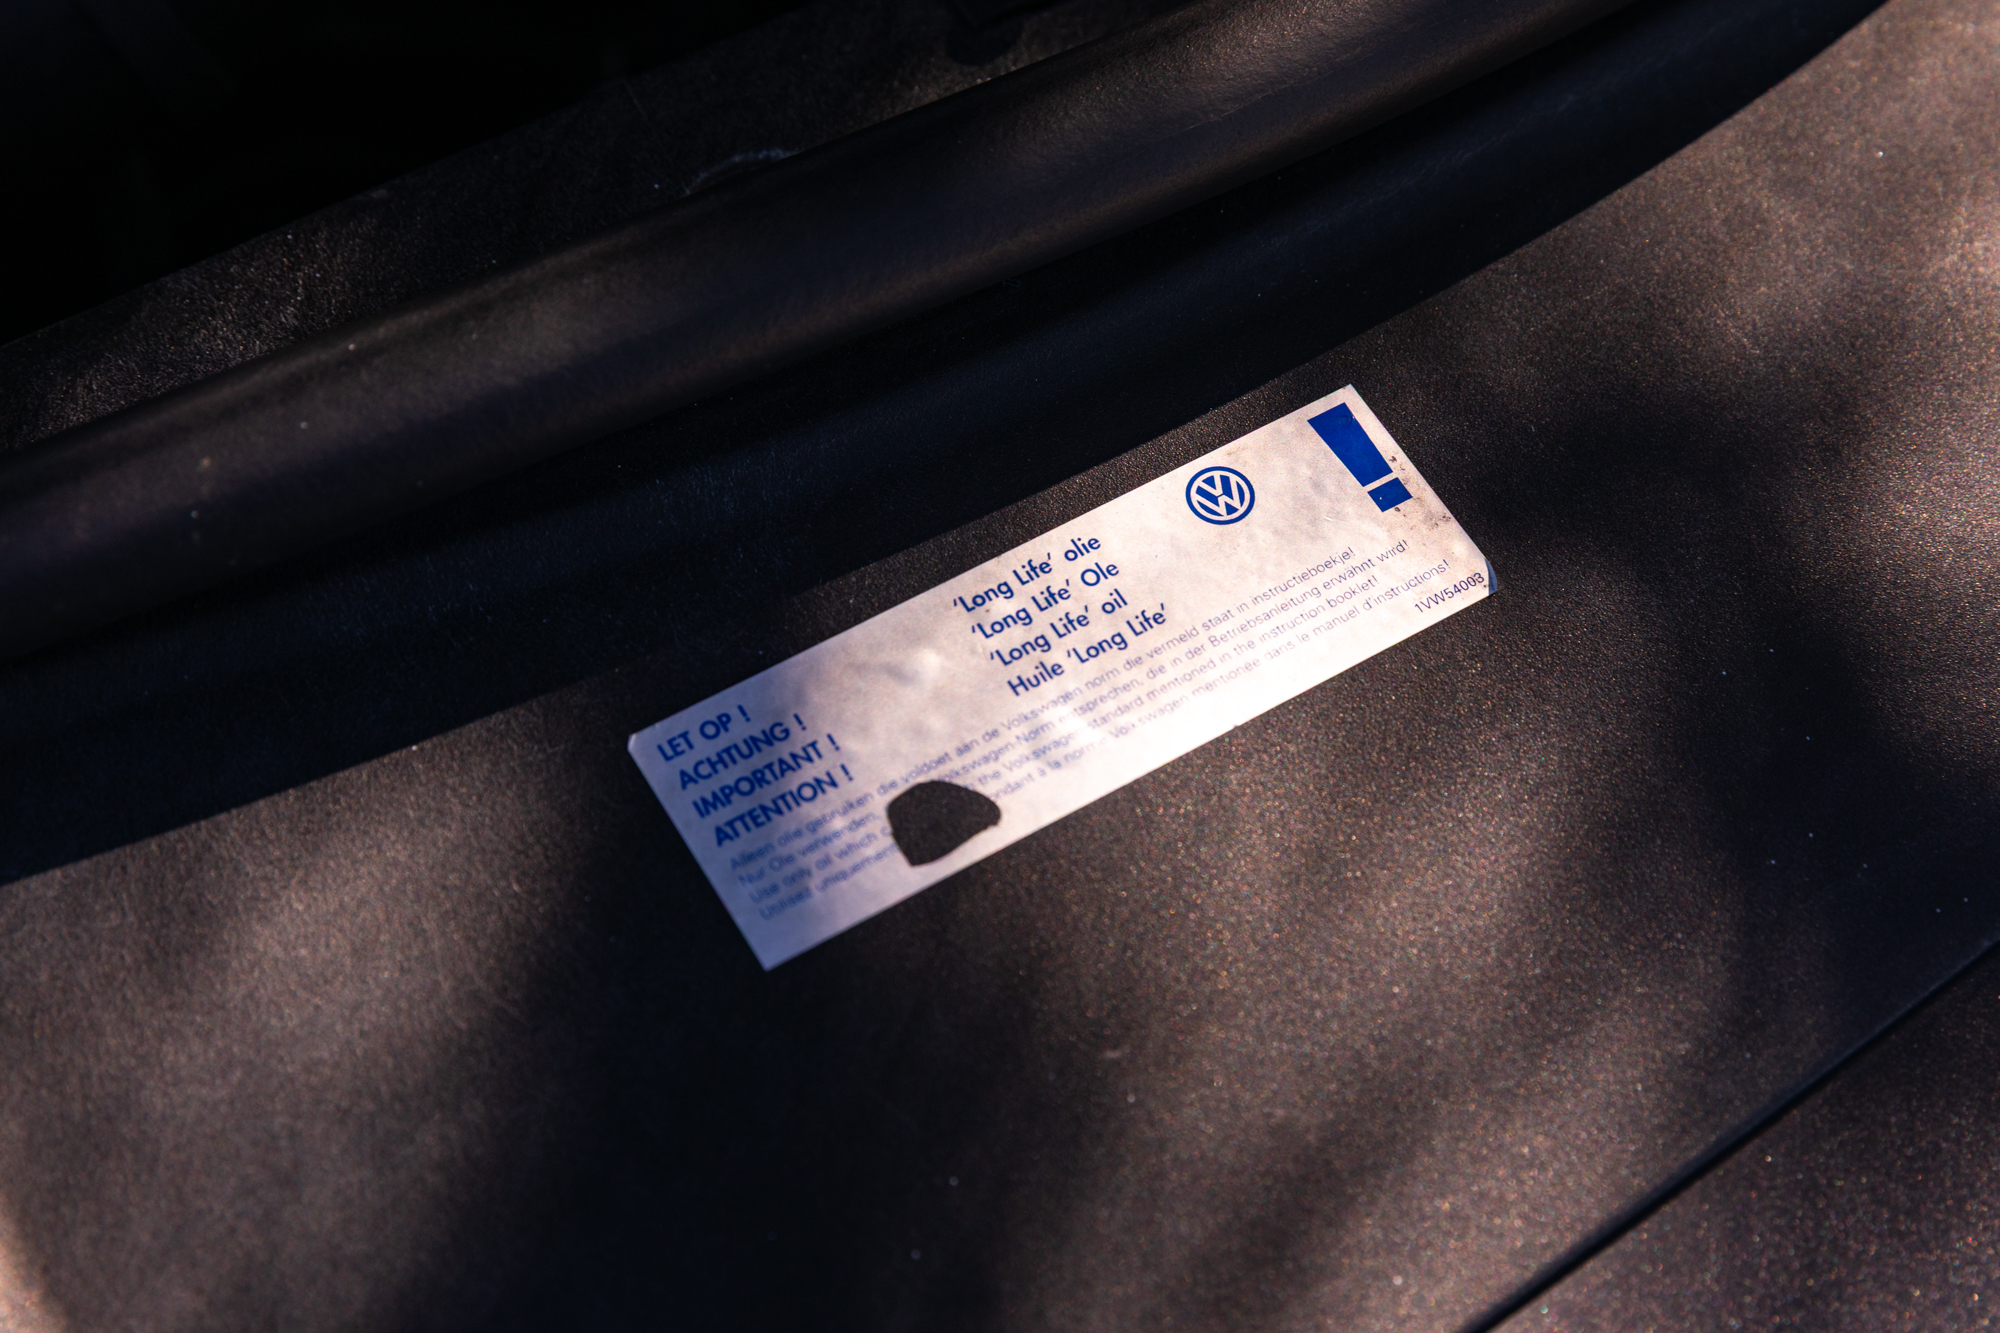 LET OP !
ACHTUNG !
IMPORTANT !
ATTENTION !
'Long Life' olie
'Long Life' Ole
'Long Life' oil
Huile 'Long Life'
Alleen olie gebruiken die voldoet aan de Volkswagen norm die vermeld staat in instructieboekje!
Nur Öle verwenden, Volkswagen-Norm entsprechen, die in der Betriebsanleitung erwähnt wird!
Use only oil which the Volkswagen standard mentioned in the instruction booklet!
Utilisez uniquement à la norme Volkswagen mentionée dans le manuel d'instructions!
1VW54003